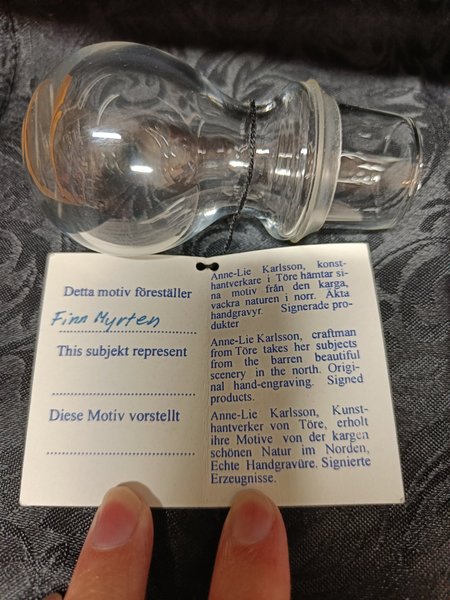 Detta motiv föreställer
Finn Myrten
This subjekt represent
Diese Motiv vorstellt
Anne-Lie Karlsson, konst-
hantverkare i Töre hämtar si-
na motiv från den karga,
vackra naturen i norr. Äkta
handgravyr. Signerade pro-
dukter
Anne-Lie Karlsson, craftman
from Töre takes her subjects
from the barren beautiful
scenery in the north. Origi-
nal hand-engraving. Signed
products.
Anne-Lie Karlsson, Kunst-
hantverker von Töre, erholt
ihre Motive von der kargen
schönen Natur im Norden,
Echte Handgravüre. Signierte
Erzeugnisse.